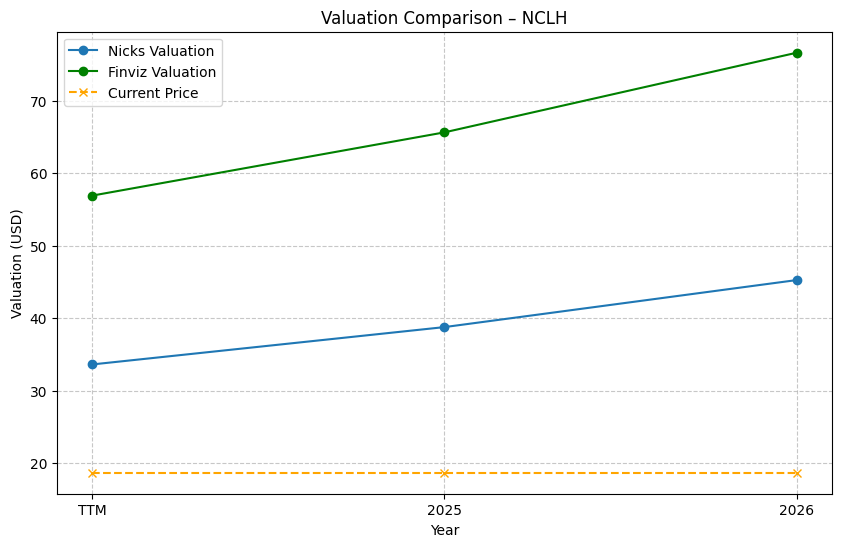 Valuation Comparison – NCLH
Nicks Valuation
Finviz Valuation
Current Price
Valuation (USD)
70
60
50
40
30
20
TTM
2025
2026
Year